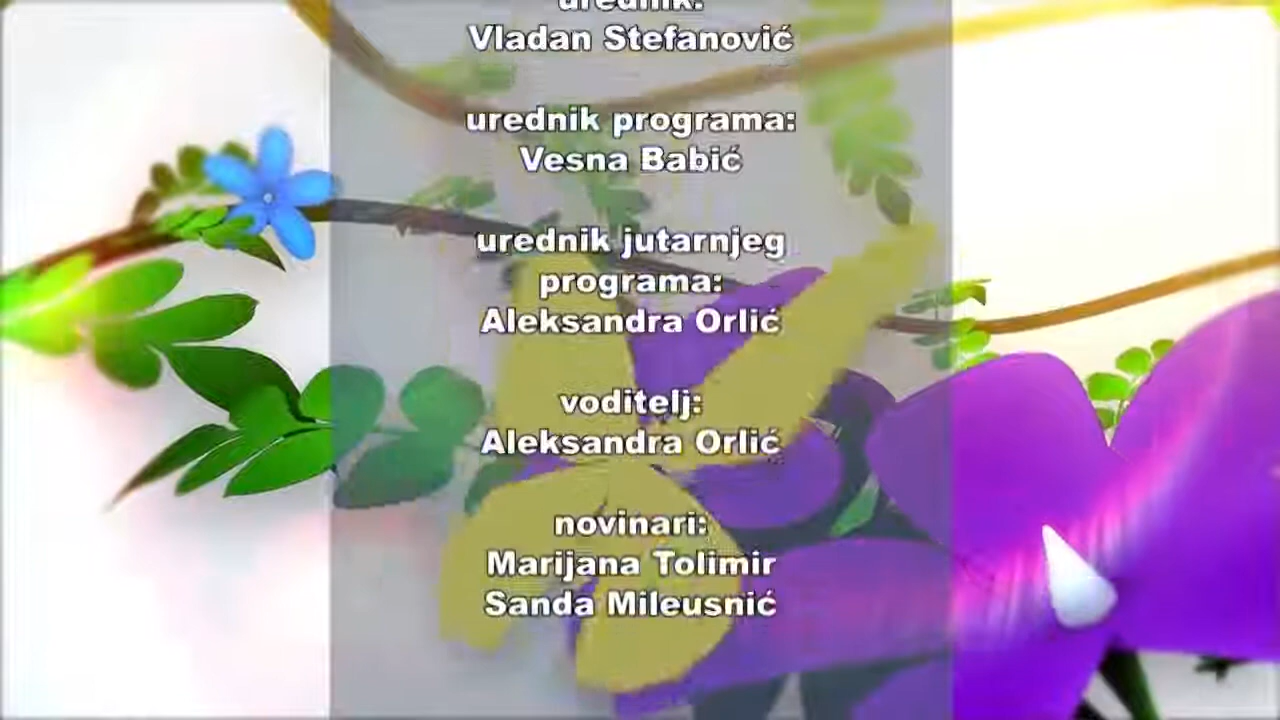 urednik:
Vladan Stefanović
urednik programa:
Vesna Babić
urednik jutarnjeg
programa:
Aleksandra Orlić
voditelj:
Aleksandra Orlić
novinari:
Marijana Tolimir
Sanda Mileusnić